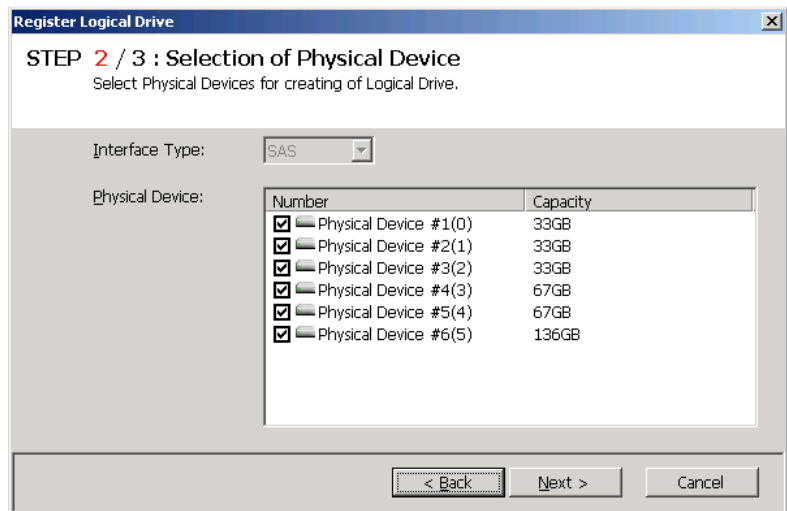 Register Logical Drive
STEP 2 / 3 : Selection of Physical Device
Select Physical Devices for creating of Logical Drive.
Interface Type: SAS
Physical Device:
Number Capacity
Physical Device #1(0) 33GB
Physical Device #2(1) 33GB
Physical Device #3(2) 33GB
Physical Device #4(3) 67GB
Physical Device #5(4) 67GB
Physical Device #6(5) 136GB
< Back Next > Cancel